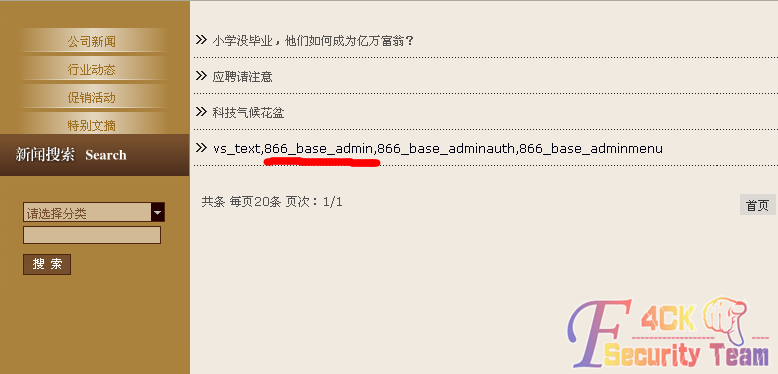 公司新闻
行业动态
促销活动
特别文摘
新闻搜索 Search
请选择分类
搜 索
小学没毕业，他们如何成为亿万富翁？
应聘请注意
科技气候花盆
vs_text,866_base_admin,866_base_adminauth,866_base_adminmenu
共条 每页20条 页次：1/1
首页
F4CK
Security Team